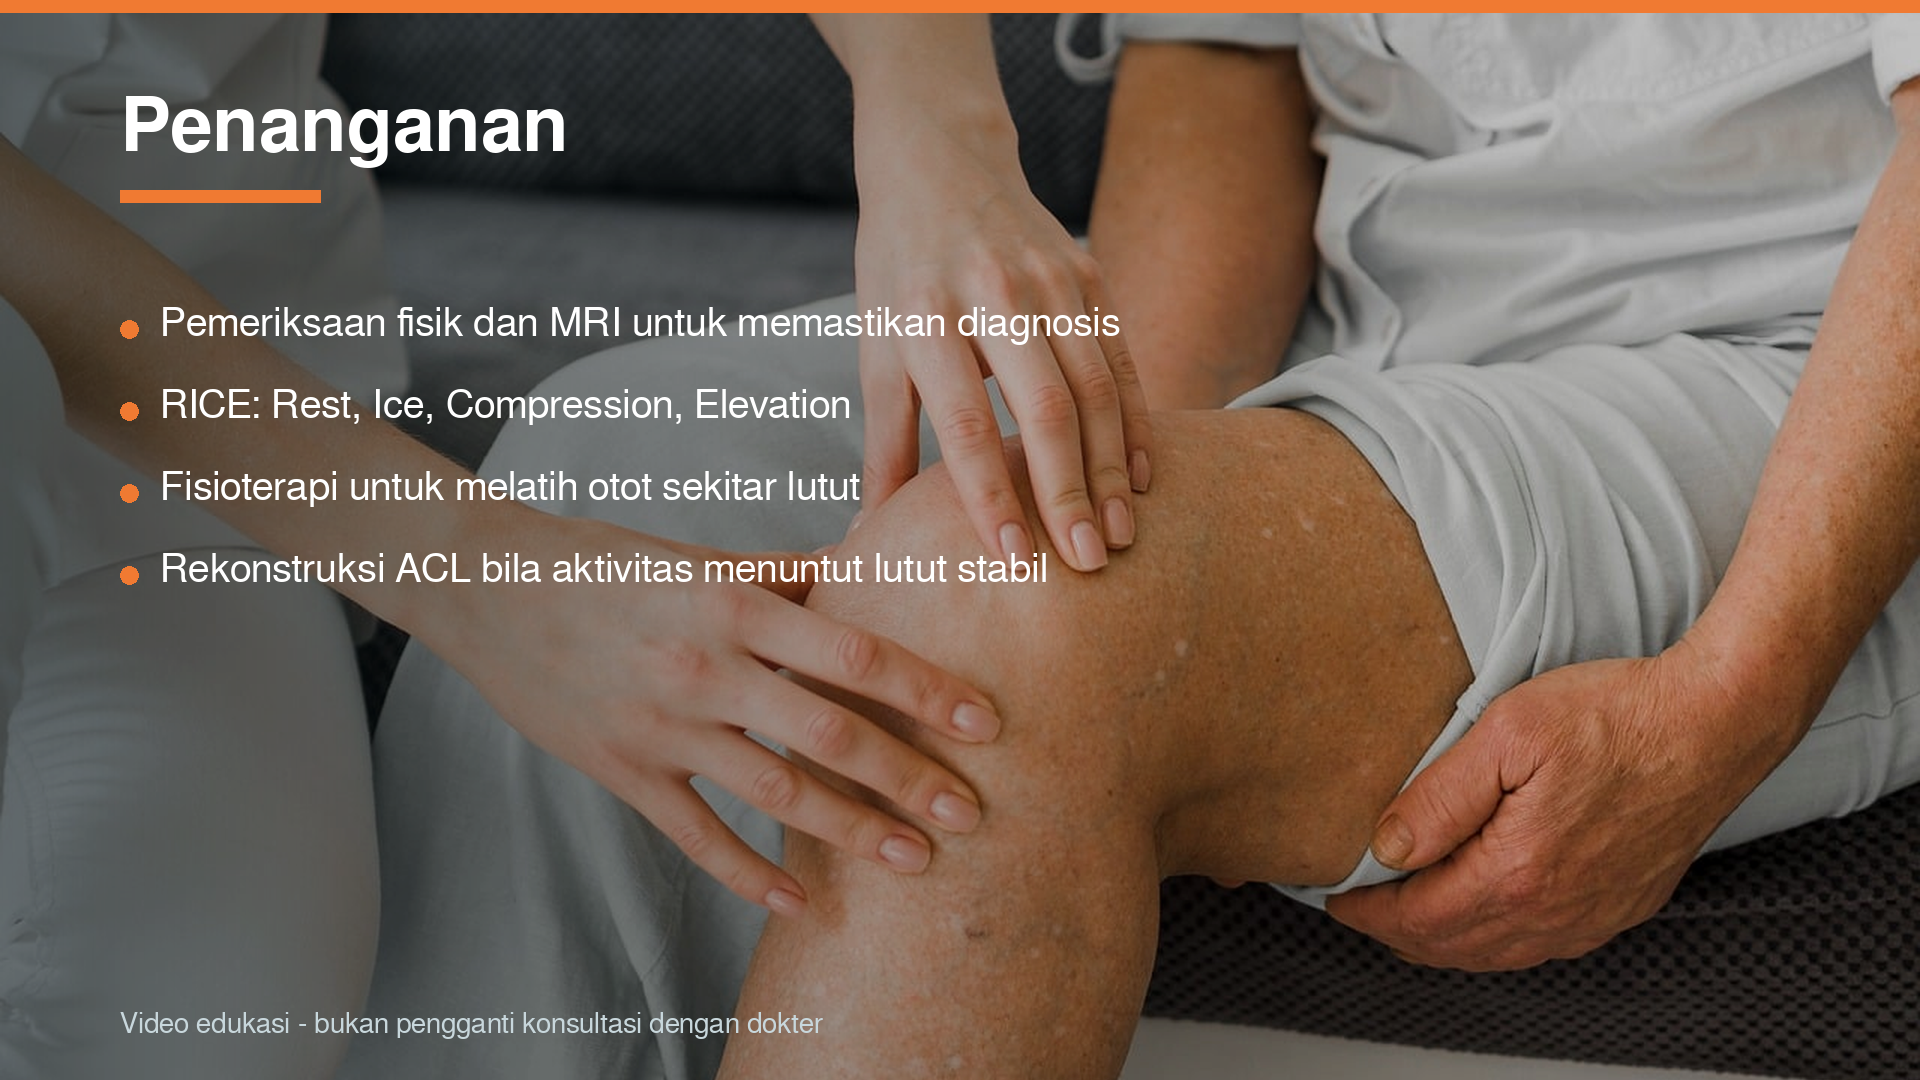 Penanganan
Pemeriksaan fisik dan MRI untuk memastikan diagnosis
RICE: Rest, Ice, Compression, Elevation
Fisioterapi untuk melatih otot sekitar lutut
Rekonstruksi ACL bila aktivitas menuntut lutut stabil
Video edukasi - bukan pengganti konsultasi dengan dokter